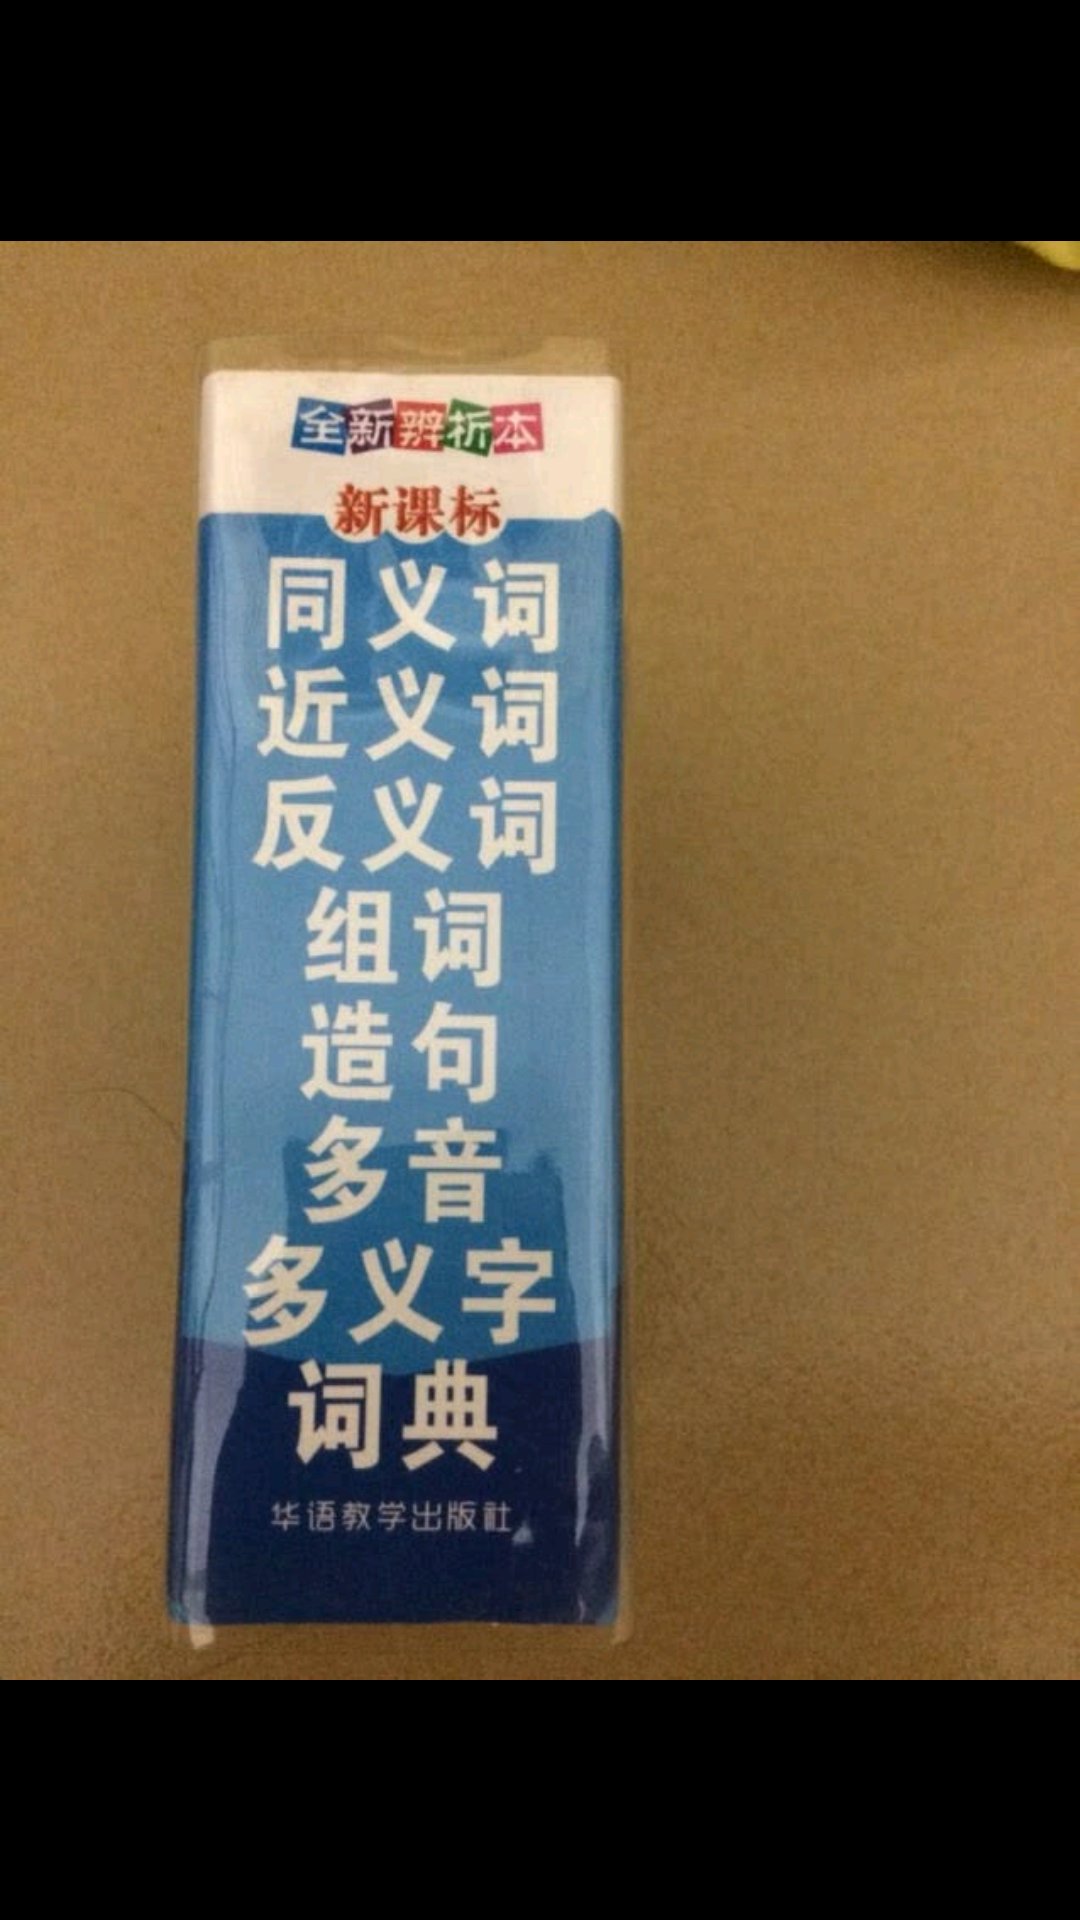 全新辨析本
新课标
同义词
近义词
反义词
组词
造句
多音
多义字
词典
华语教学出版社